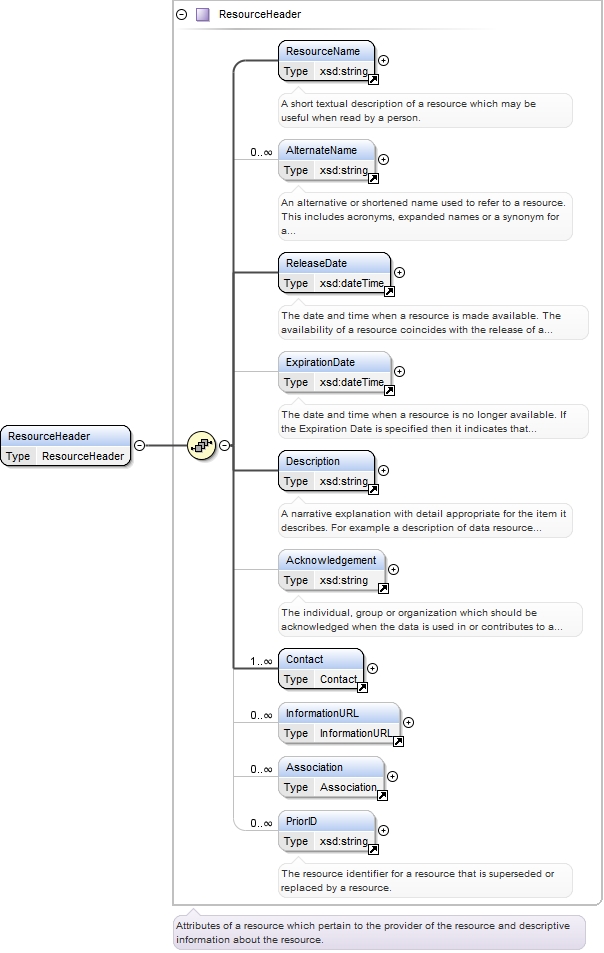 ResourceHeader
ResourceName
Type xsd:string
A short textual description of a resource which may be
useful when read by a person.
0..∞
AlternateName
Type xsd:string
An alternative or shortened name used to refer to a resource.
This includes acronyms, expanded names or a synonym for
a...
ReleaseDate
Type xsd:dateTime
The date and time when a resource is made available. The
availability of a resource coincides with the release of a...
ExpirationDate
Type xsd:dateTime
The date and time when a resource is no longer available. If
the Expiration Date is specified then it indicates that...
ResourceHeader
Type ResourceHeader
Description
Type xsd:string
A narrative explanation with detail appropriate for the item it
describes. For example a description of data resource...
Acknowledgement
Type xsd:string
The individual, group or organization which should be
acknowledged when the data is used in or contributes to a...
1..∞
Contact
Type Contact
0..∞
InformationURL
Type InformationURL
0..∞
Association
Type Association
0..∞
PriorID
Type xsd:string
The resource identifier for a resource that is superseded or
replaced by a resource.
Attributes of a resource which pertain to the provider of the resource and descriptive
information about the resource.